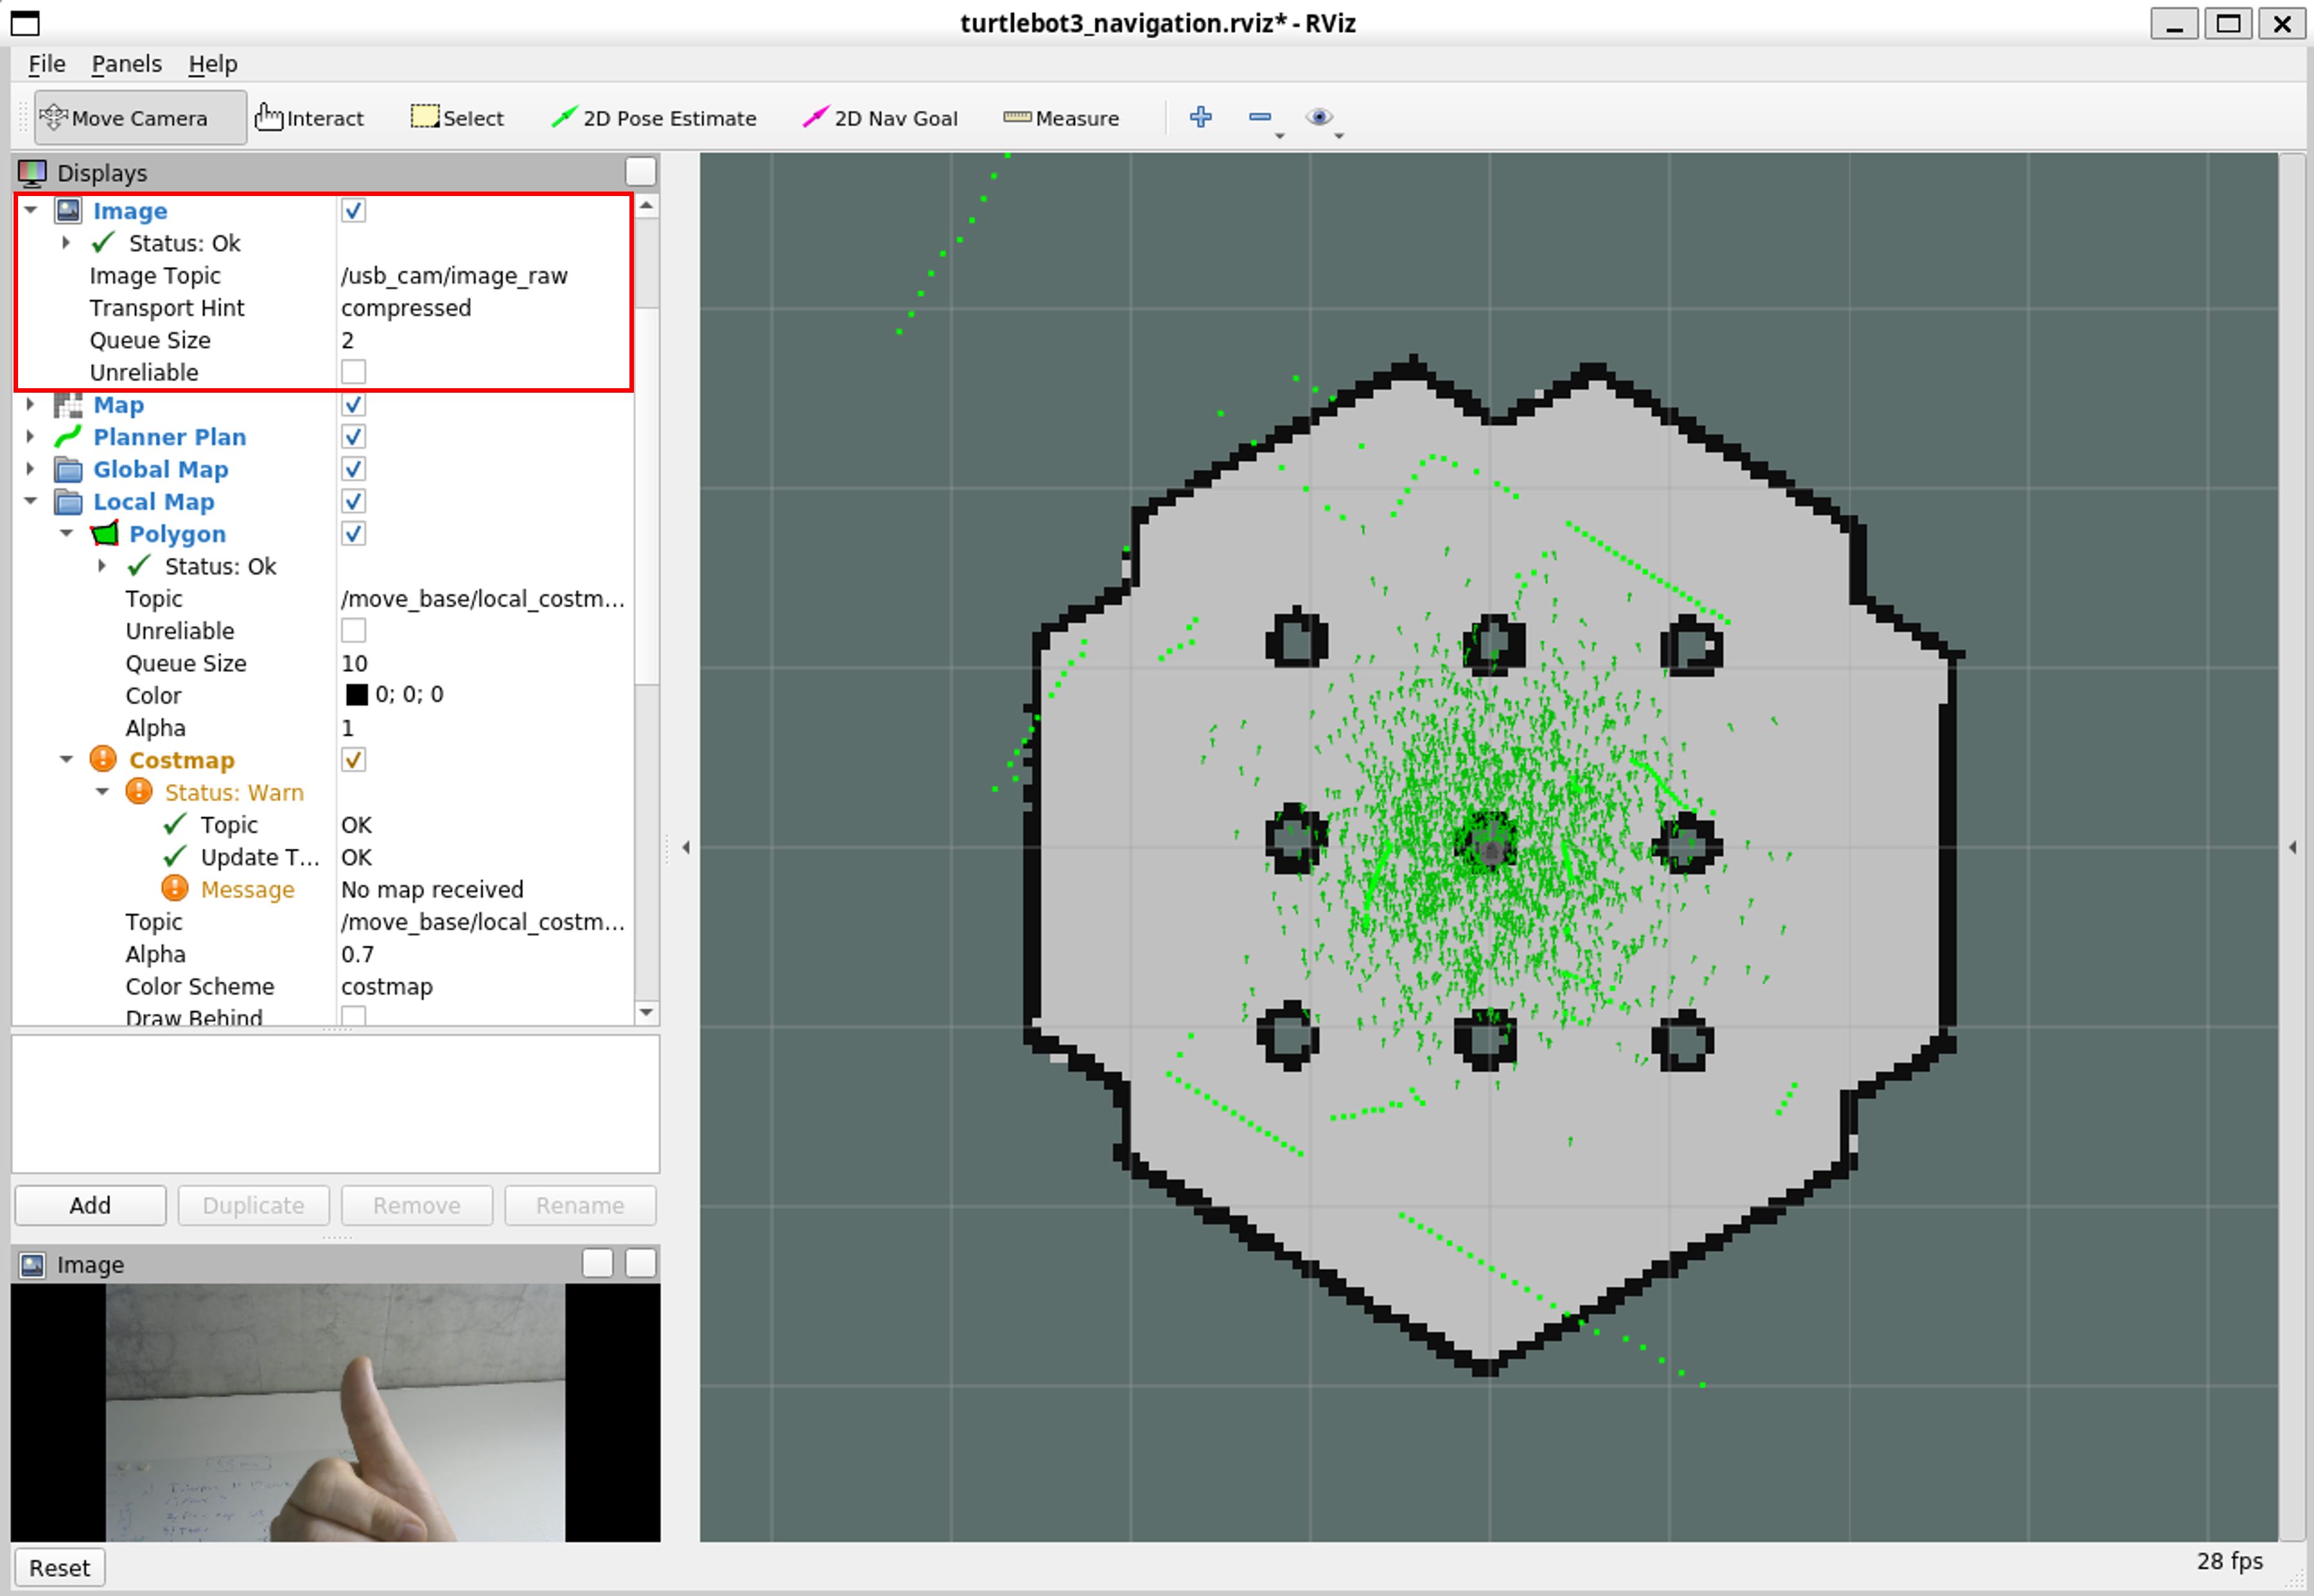 turtlebot3_navigation.rviz* - RViz
File Panels Help
Move Camera Interact Select 2D Pose Estimate 2D Nav Goal Measure
Displays
Image
Status: Ok
Image Topic /usb_cam/image_raw
Transport Hint compressed
Queue Size 2
Unreliable
Map
Planner Plan
Global Map
Local Map
Polygon
Status: Ok
Topic /move_base/local_costm...
Unreliable
Queue Size 10
Color 0; 0; 0
Alpha 1
Costmap
Status: Warn
Topic OK
Update T... OK
Message No map received
Topic /move_base/local_costm...
Alpha 0.7
Color Scheme costmap
Draw Behind
Add Duplicate Remove Rename
Image
Reset 28 fps